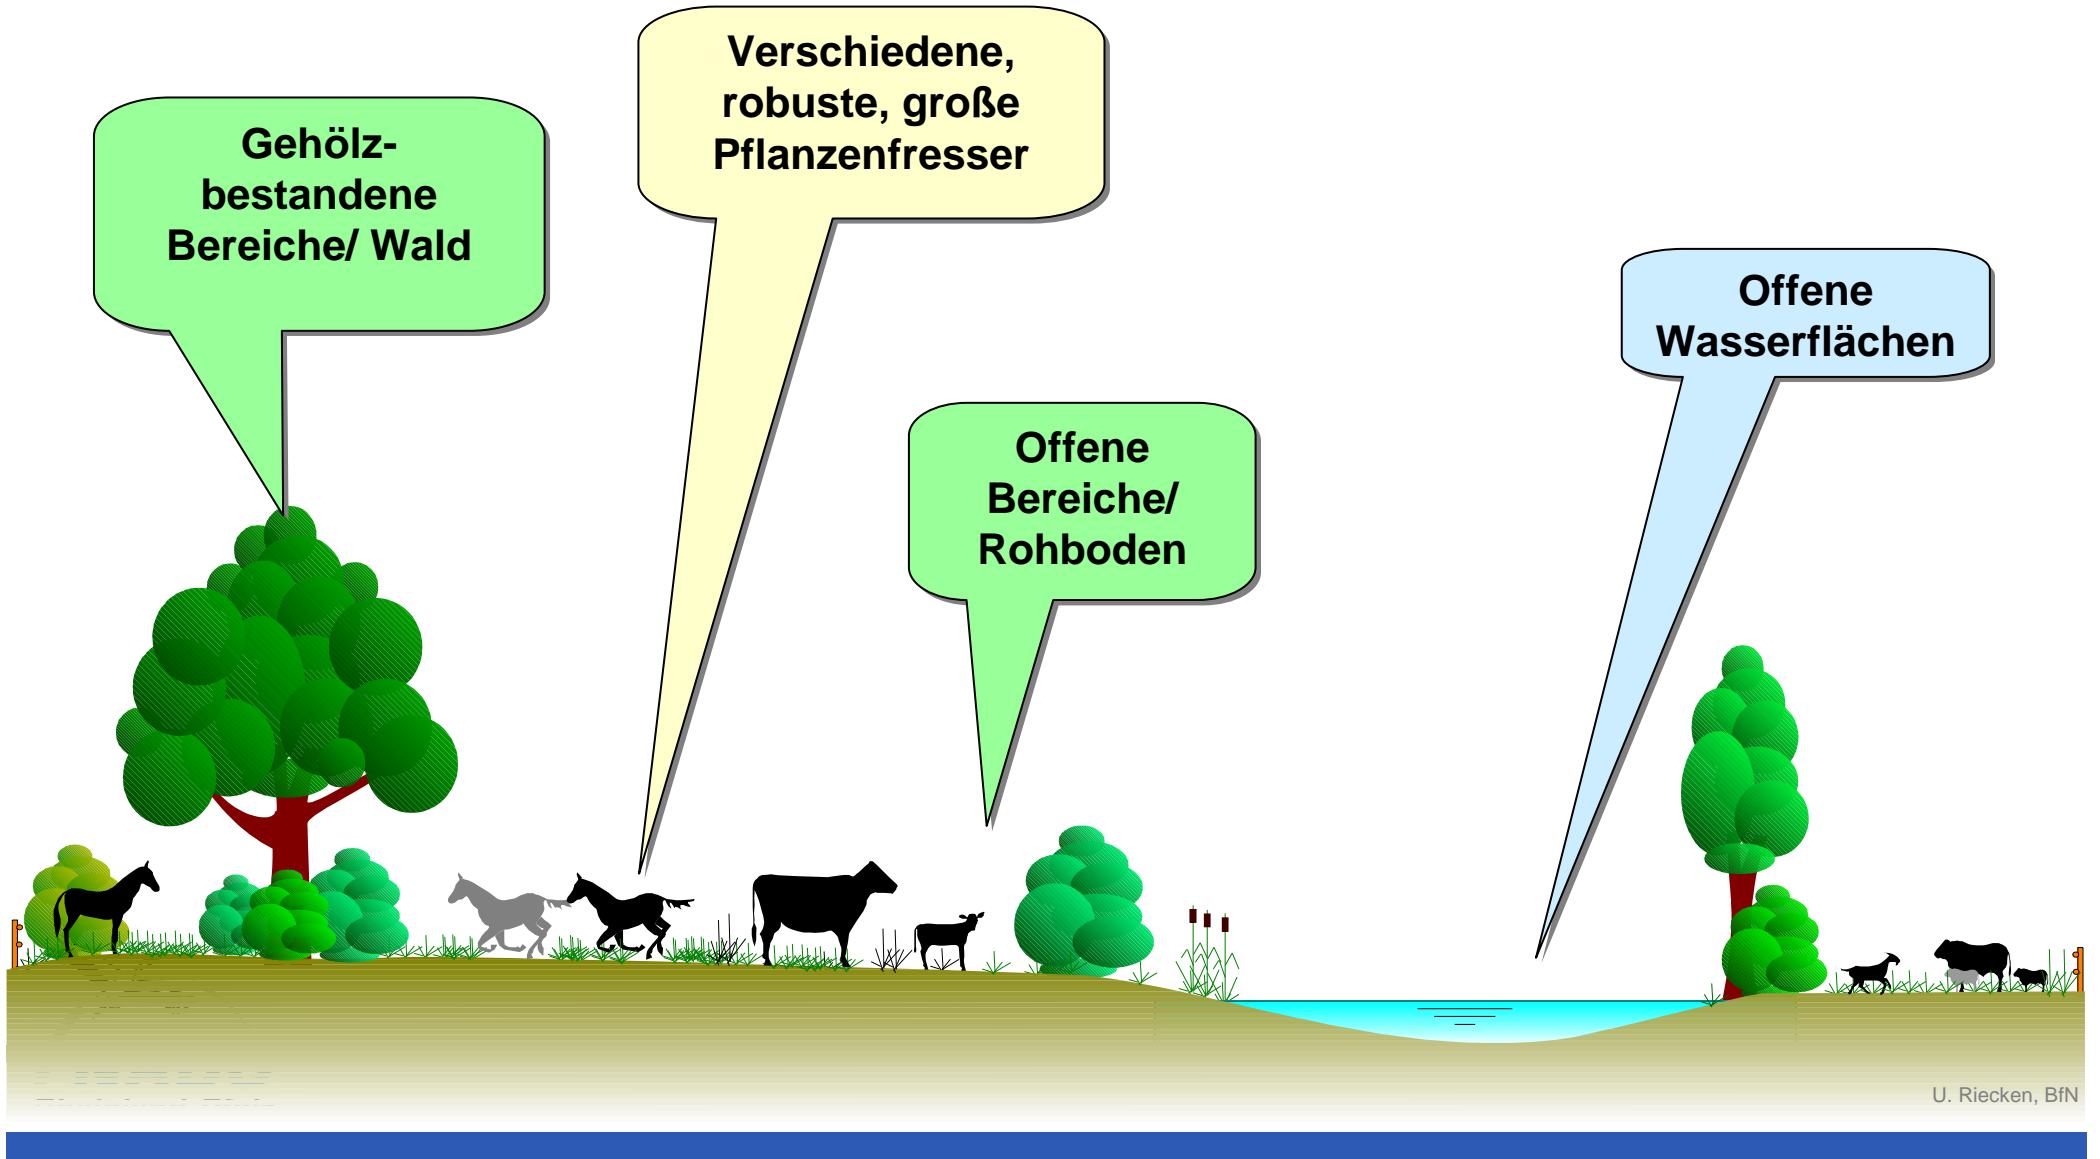 Gehölz-
bestandene
Bereiche/ Wald
Verschiedene,
robuste, große
Pflanzenfresser
Offene
Bereiche/
Rohboden
Offene
Wasserflächen
U. Riecken, BfN